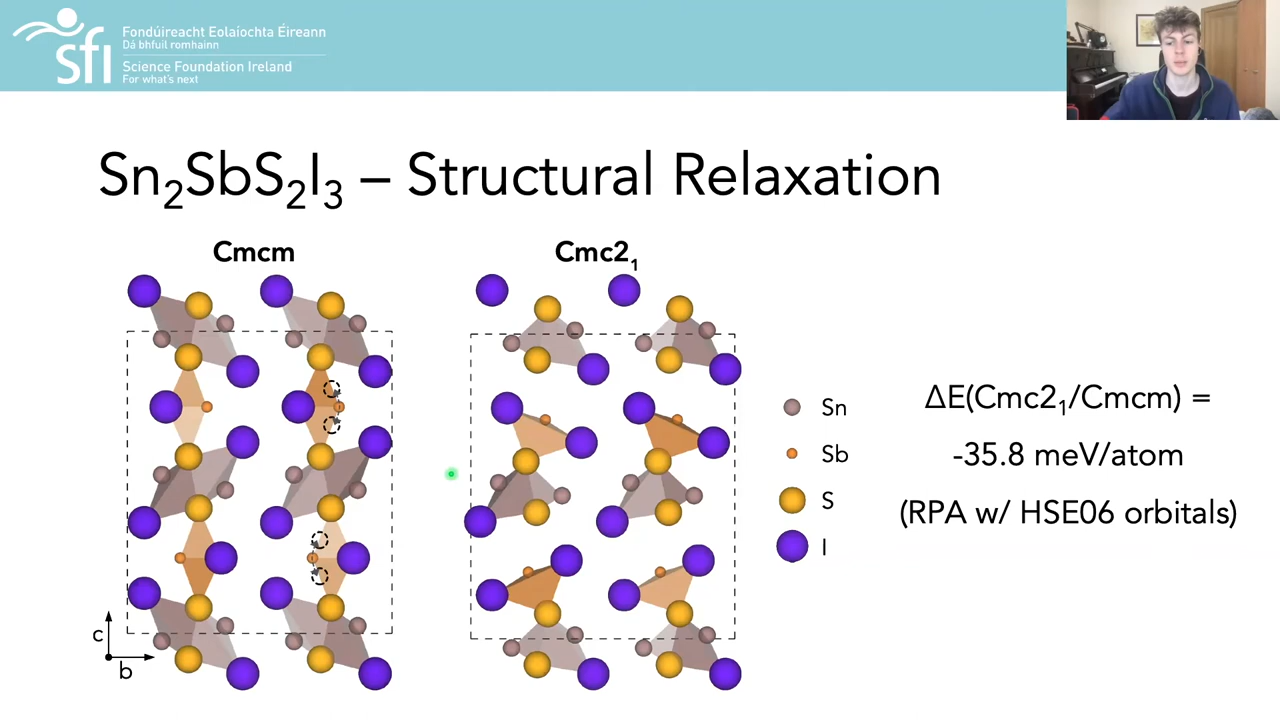 sfi
Fondúireacht Eolaíochta Éireann
Dá bhfuil romhainn
Science Foundation Ireland
For what's next
Sn₂SbS₂I₃ – Structural Relaxation
Cmcm
Cmc2₁
Sn
Sb
S
I
ΔE(Cmc2₁/Cmcm) =
-35.8 meV/atom
(RPA w/ HSE06 orbitals)
c
b